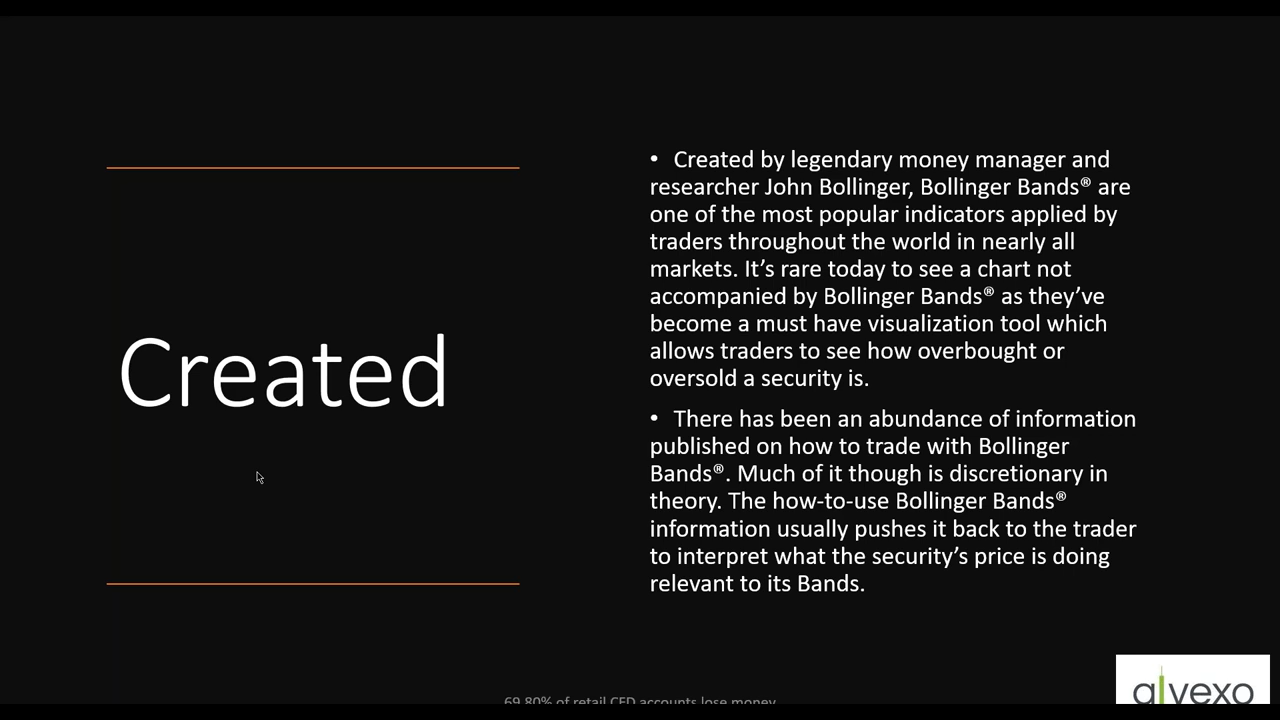 Created
• Created by legendary money manager and
researcher John Bollinger, Bollinger Bands® are
one of the most popular indicators applied by
traders throughout the world in nearly all
markets. It’s rare today to see a chart not
accompanied by Bollinger Bands® as they’ve
become a must have visualization tool which
allows traders to see how overbought or
oversold a security is.
• There has been an abundance of information
published on how to trade with Bollinger
Bands®. Much of it though is discretionary in
theory. The how-to-use Bollinger Bands®
information usually pushes it back to the trader
to interpret what the security’s price is doing
relevant to its Bands.
69.80% of retail CFD accounts lose money
alvexo